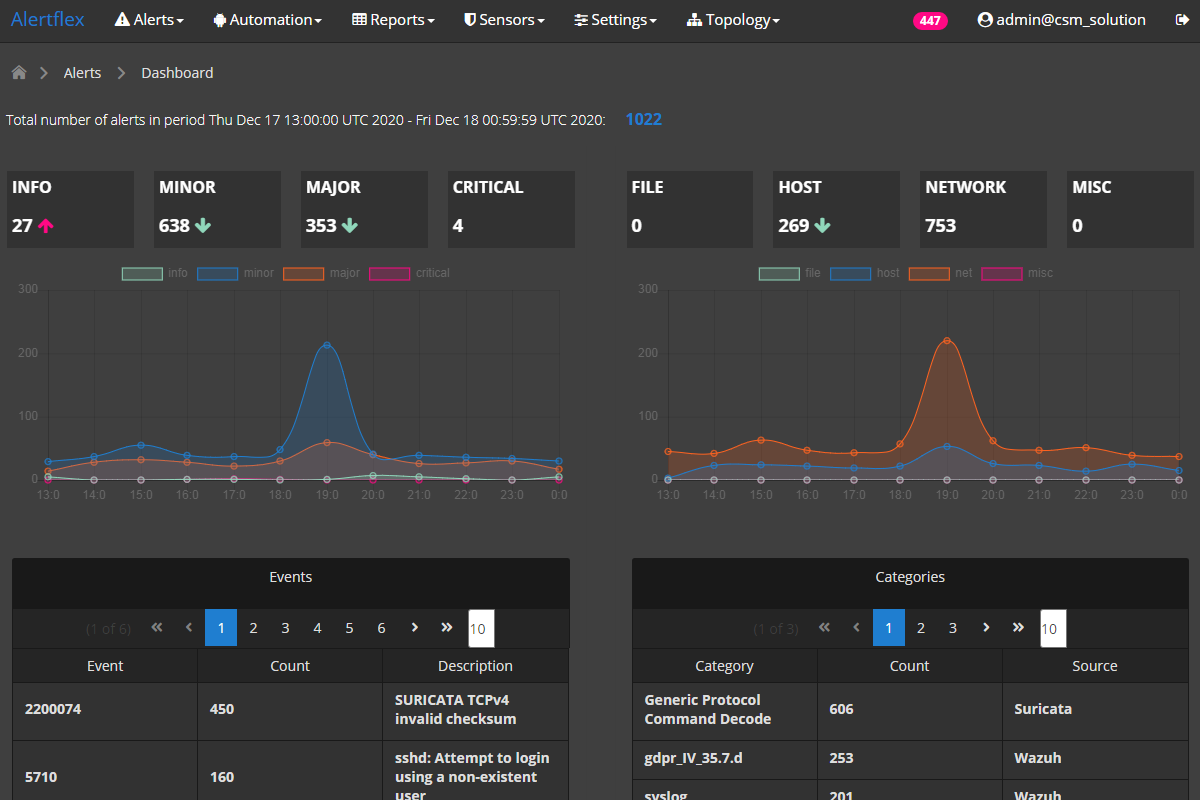 Alertflex Alerts Automation Reports Sensors Settings Topology 447 admin@csm_solution
Alerts Dashboard
Total number of alerts in period Thu Dec 17 13:00:00 UTC 2020 - Fri Dec 18 00:59:59 UTC 2020: 1022
INFO MINOR MAJOR CRITICAL FILE HOST NETWORK MISC
27 638 353 4 0 269 753 0
info minor major critical
300
200
100
0
13:0 14:0 15:0 16:0 17:0 18:0 19:0 20:0 21:0 22:0 23:0 0:0
file host net misc
300
200
100
0
13:0 14:0 15:0 16:0 17:0 18:0 19:0 20:0 21:0 22:0 23:0 0:0
Events
(1 of 6) 1 2 3 4 5 6 10
Event Count Description
2200074 450 SURICATA TCPv4
invalid checksum
5710 160 sshd: Attempt to login
using a non-existent
user
Categories
(1 of 3) 1 2 3 10
Category Count Source
Generic Protocol
Command Decode 606 Suricata
gdpr_IV_35.7.d 253 Wazuh
syslog 201 Wazuh